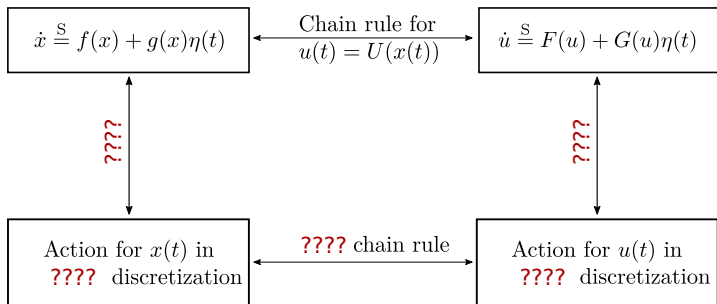 ẋ S= f(x) + g(x)η(t)
Chain rule for
u(t) = U(x(t))
u̇ S= F(u) + G(u)η(t)
????
????
Action for x(t) in
???? discretization
???? chain rule
Action for u(t) in
???? discretization